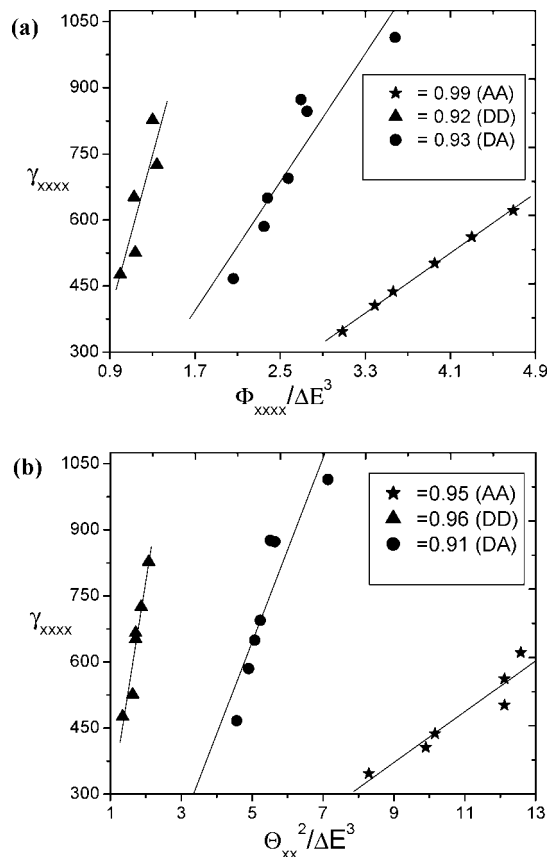 (a)
1050
900
750
600
450
300
γxxxx
★ = 0.99 (AA)
▲ = 0.92 (DD)
● = 0.93 (DA)
0.9 1.7 2.5 3.3 4.1 4.9
Φxxxx/ΔE³
(b)
1050
900
750
600
450
300
γxxxx
★ =0.95 (AA)
▲ =0.96 (DD)
● =0.91 (DA)
1 3 5 7 9 11 13
Θxx²/ΔE³